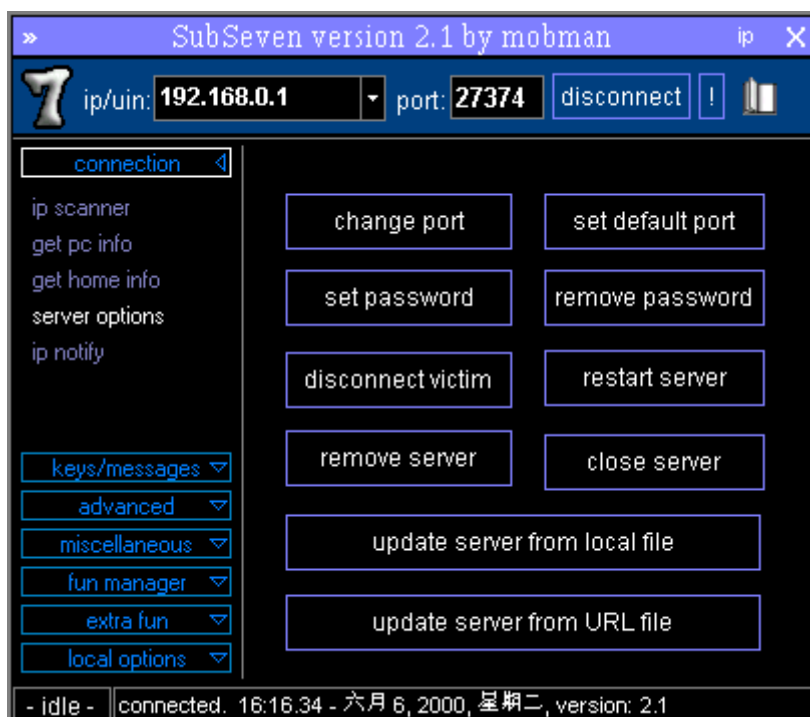 » SubSeven version 2.1 by mobman ip X
ip/uin: 192.168.0.1 port: 27374 disconnect !
connection
ip scanner
get pc info
get home info
server options
ip notify
keys/messages
advanced
miscellaneous
fun manager
extra fun
local options
change port set default port
set password remove password
disconnect victim restart server
remove server close server
update server from local file
update server from URL file
- idle - connected. 16:16.34 - 六月 6, 2000, 星期二, version: 2.1